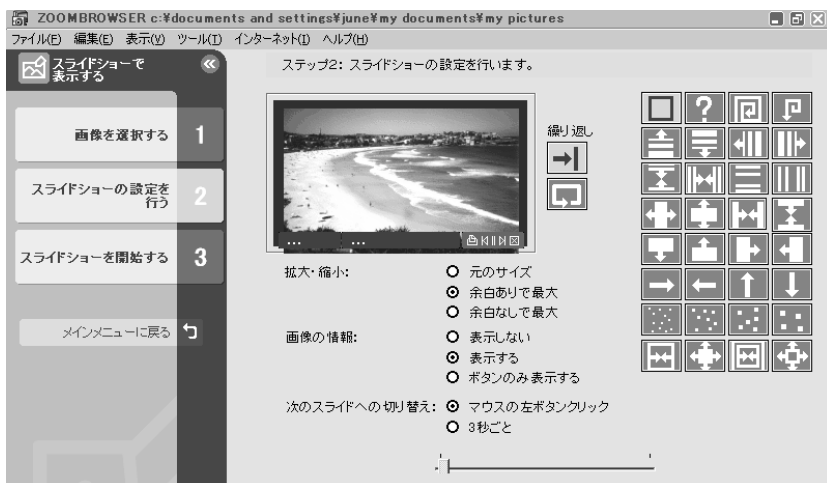 ZOOMBROWSER c:¥documents and settings¥june¥my documents¥my pictures
ファイル(F) 編集(E) 表示(V) ツール(T) インターネット(I) ヘルプ(H)
スライドショーで
表示する
ステップ2: スライドショーの設定を行います。
画像を選択する 1
スライドショーの設定を
行う 2
スライドショーを開始する 3
メインメニューに戻る
繰り返し
... ...
拡大・縮小:
元のサイズ
余白ありで最大
余白なしで最大
画像の情報:
表示しない
表示する
ボタンのみ表示する
次のスライドへの切り替え:
マウスの左ボタンクリック
3秒ごと
?